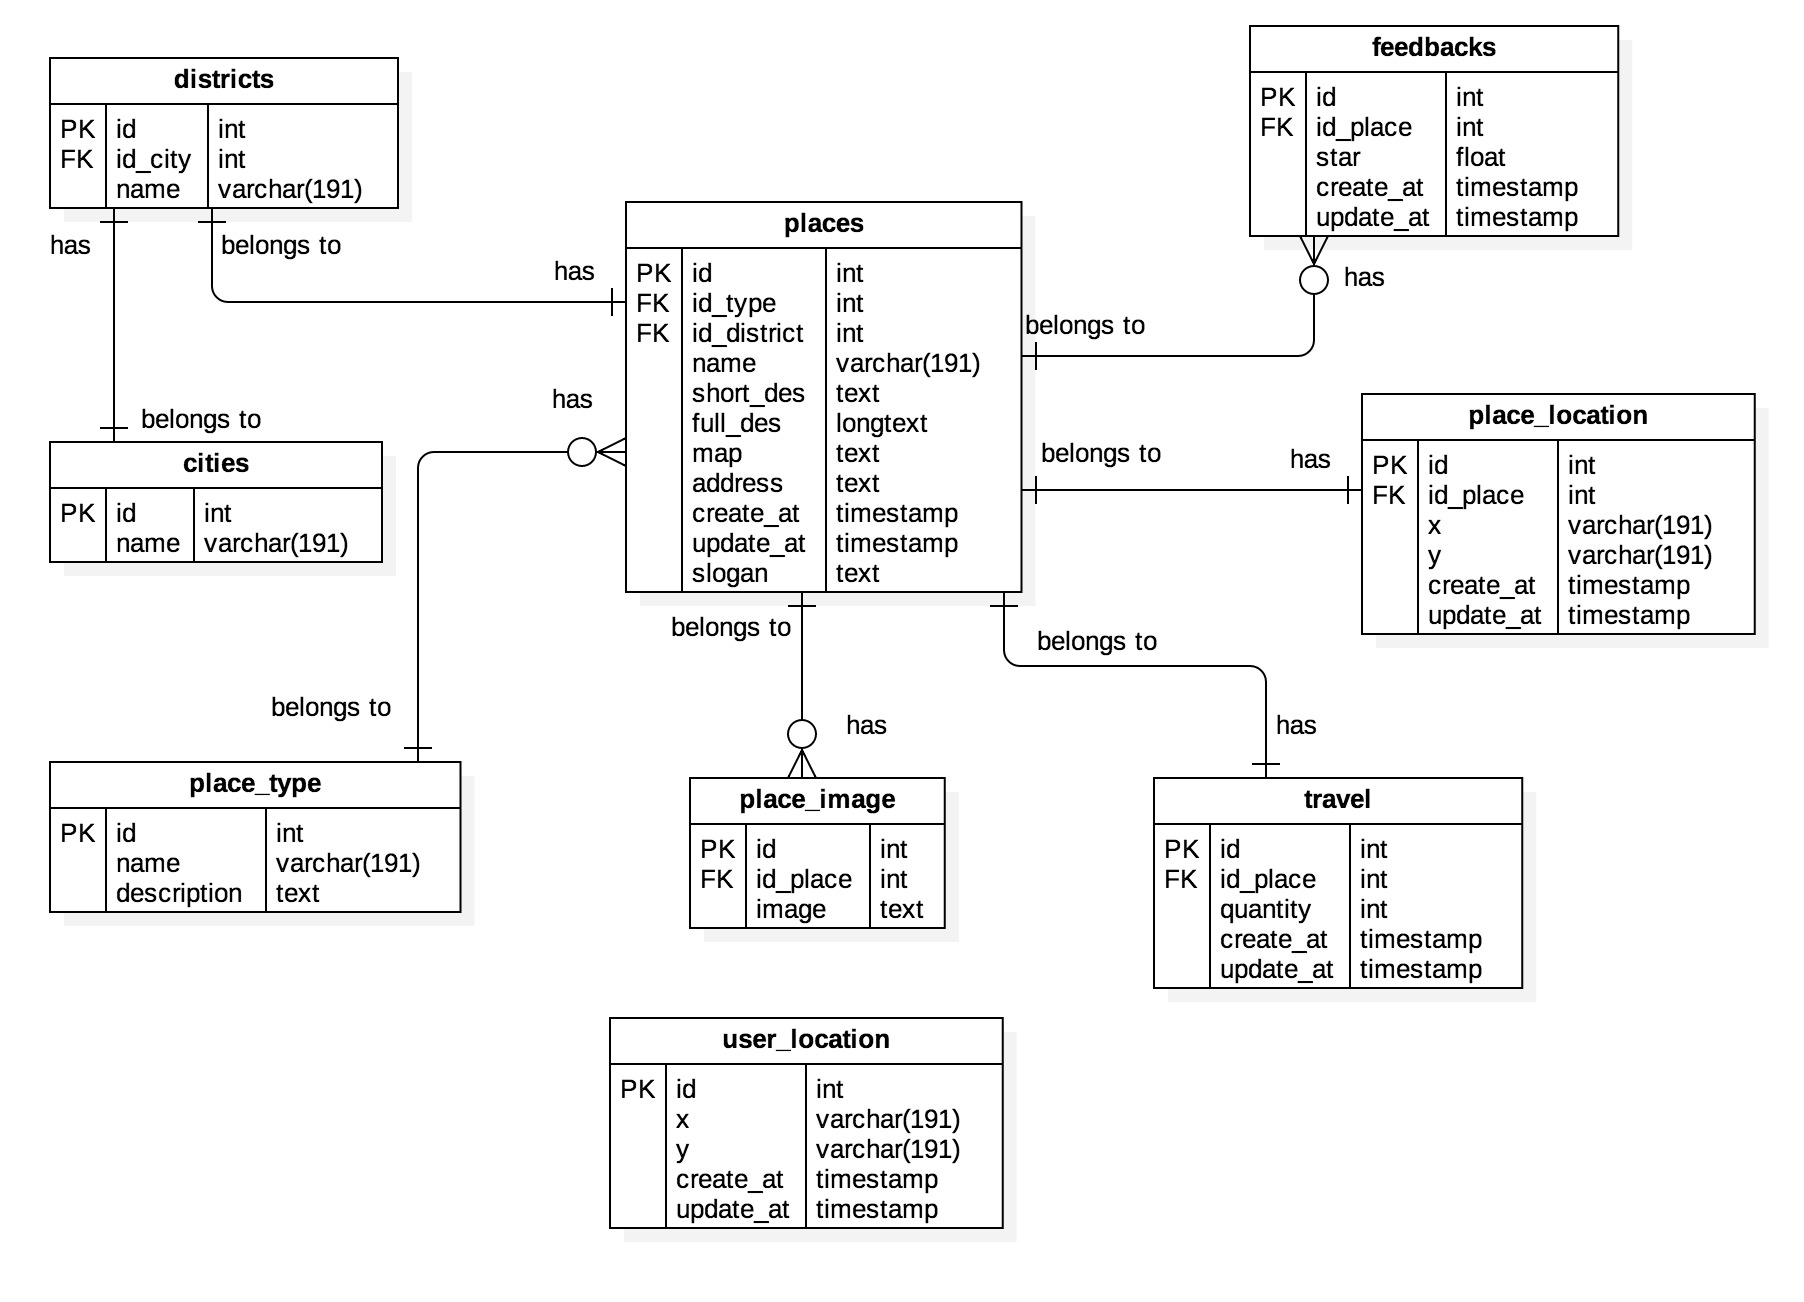 districts
PK id int
FK id_city int
name varchar(191)
has
belongs to
belongs to
cities
PK id int
name varchar(191)
has
places
PK id int
FK id_type int
FK id_district int
name varchar(191)
short_des text
full_des longtext
map text
address text
create_at timestamp
update_at timestamp
slogan text
has
belongs to
place_type
PK id int
name varchar(191)
description text
feedbacks
PK id int
FK id_place int
star float
create_at timestamp
update_at timestamp
has
belongs to
belongs to
has
place_location
PK id int
FK id_place int
x varchar(191)
y varchar(191)
create_at timestamp
update_at timestamp
belongs to
has
place_image
PK id int
FK id_place int
image text
belongs to
has
travel
PK id int
FK id_place int
quantity int
create_at timestamp
update_at timestamp
user_location
PK id int
x varchar(191)
y varchar(191)
create_at timestamp
update_at timestamp